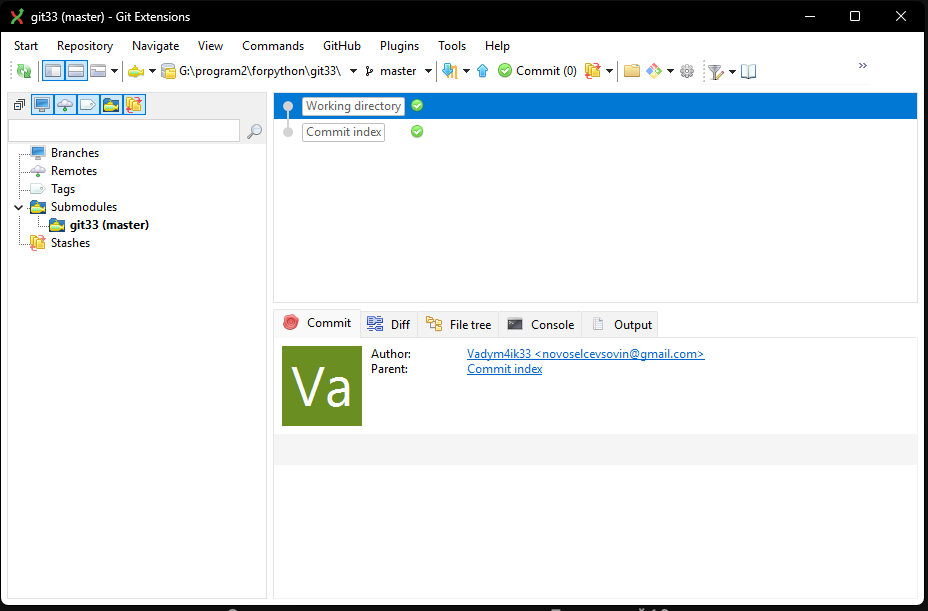 git33 (master) - Git Extensions
Start Repository Navigate View Commands GitHub Plugins Tools Help
G:\program2\forpython\git33\ master Commit (0) »
Working directory
Commit index
Branches
Remotes
Tags
Submodules
git33 (master)
Stashes
Commit Diff File tree Console Output
Va
Author: Vadym4ik33 <novoselcevsovin@gmail.com>
Parent: Commit index